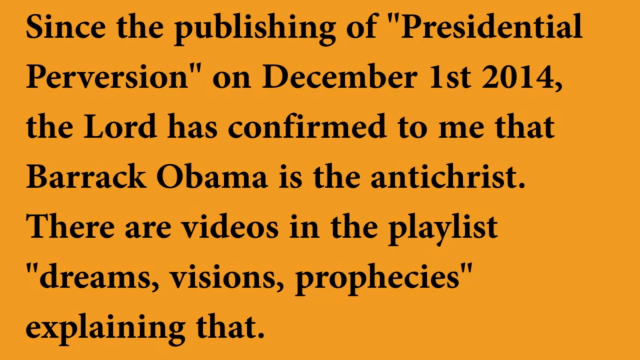 Since the publishing of "Presidential
Perversion" on December 1st 2014,
the Lord has confirmed to me that
Barrack Obama is the antichrist.
There are videos in the playlist
"dreams, visions, prophecies"
explaining that.